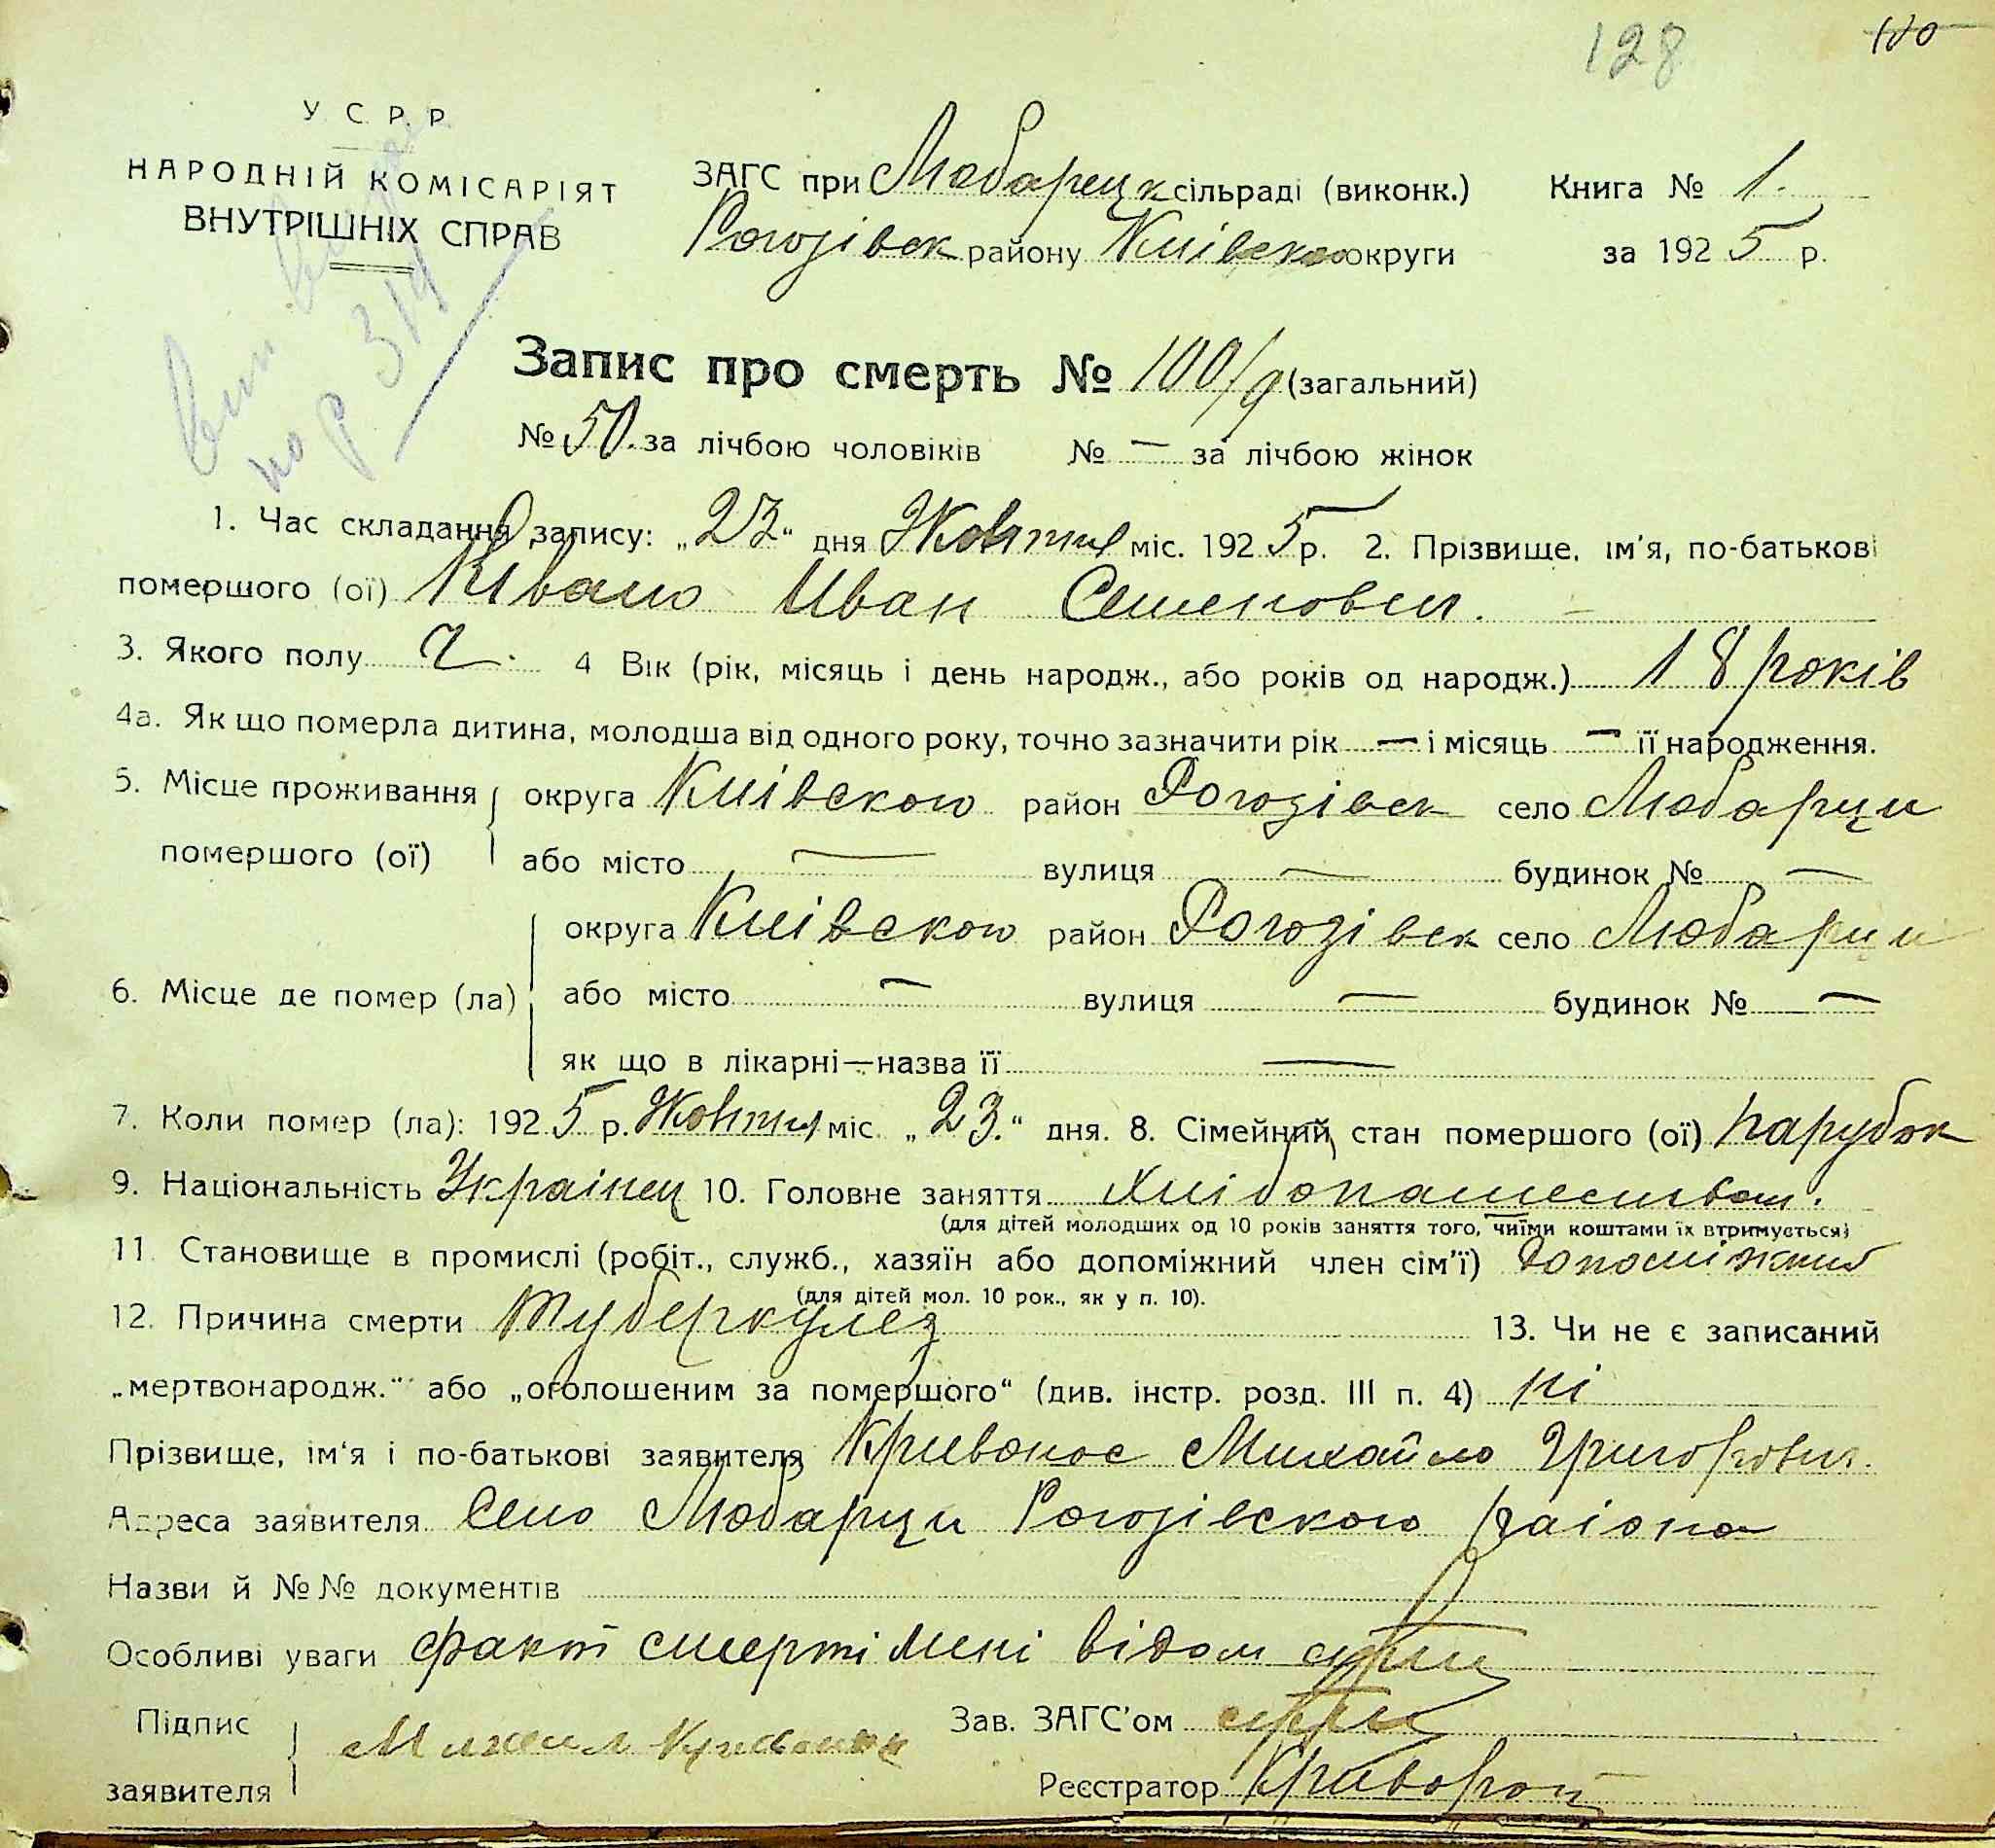 128 100
У. С. Р. Р.
НАРОДНІЙ КОМІСАРІЯТ
ВНУТРІШНІХ СПРАВ
ЗАГС при Любарецк сільраді (виконк.) Книга № 1.
Рогозівск району Київского округи за 1925 р.
Запис про смерть № 100/9 (загальний)
№ 50. за лічбою чоловіків № — за лічбою жінок
1. Час складання запису: „23“ дня Жовтня міс. 1925 р. 2. Прізвище, ім'я, по-батькові
помершого (ої) Иван Семенович. —
3. Якого полу ч. 4 Вік (рік, місяць і день народж., або років од народж.) 18 років
4а. Як що померла дитина, молодша від одного року, точно зазначити рік — і місяць — її народження.
5. Місце проживання округа Київского район Рогозівск село Любарци
помершого (ої) або місто — вулиця — будинок № —
округа Київского район Рогозівск село Любарци
6. Місце де помер (ла) або місто — вулиця — будинок № —
як що в лікарні—назва її —
7. Коли помер (ла): 1925 р. Жовтня міс. „23.“ дня. 8. Сімейний стан помершого (ої) парубок
9. Національність Українец 10. Головне заняття Хлібопашеством.
(для дітей молодших од 10 років заняття того, чиїми коштами їх втримується)
11. Становище в промислі (робіт., служб., хазяїн або допоміжний член сім'ї) допоміжний
(для дітей мол. 10 рок., як у п. 10).
12. Причина смерти туберкулез 13. Чи не є записаний
„мертвонародж.“ або „оголошеним за помершого“ (див. інстр. розд. III п. 4) ні
Прізвище, ім'я і по-батькові заявителя Кривонос Михайло Григорович.
Адреса заявителя Село Любарци Рогозівского раіона
Назви й №№ документів
Особливі уваги факт смерті мені відом
Підпис
заявителя
Зав. ЗАГС'ом
Реєстратор